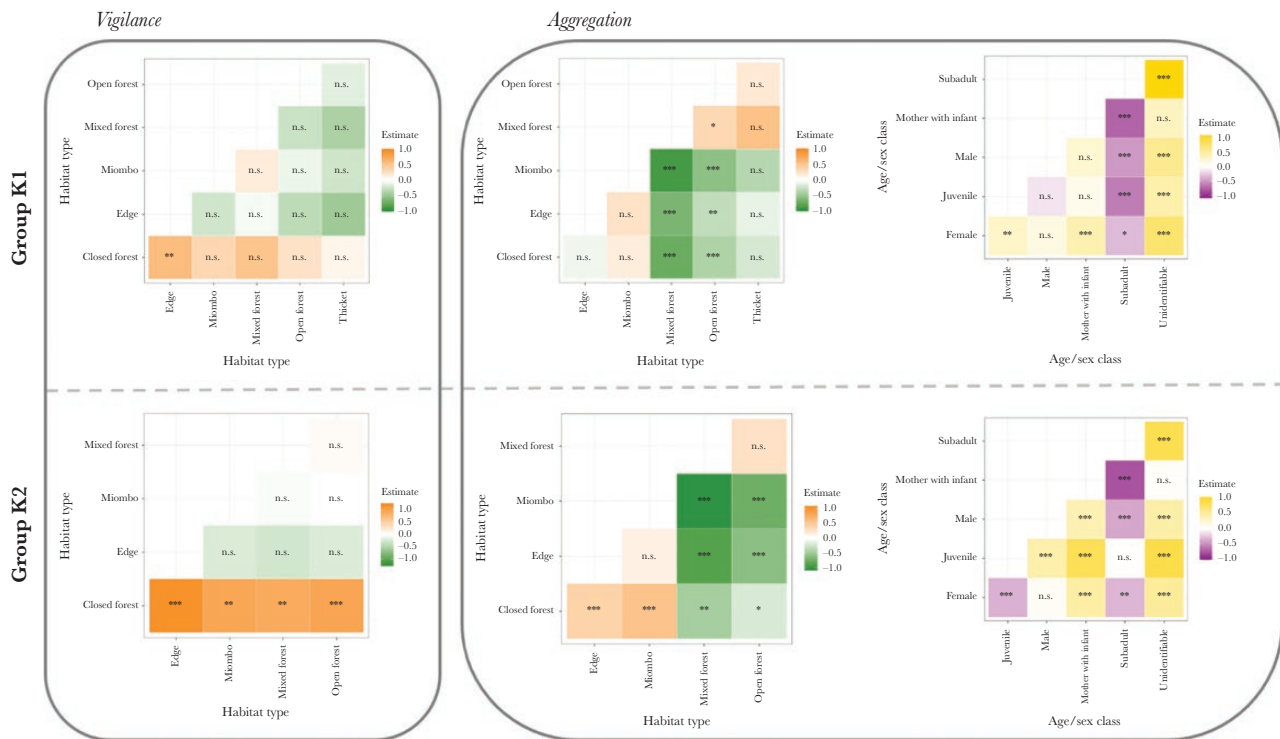 Vigilance
Aggregation
Group K1
Habitat type
Open forest
n.s.
Mixed forest
n.s. n.s.
Miombo
n.s. n.s. n.s.
Edge
n.s. n.s. n.s. n.s.
Closed forest
** n.s. n.s. n.s. n.s.
Edge
Miombo
Mixed forest
Open forest
Thicket
Habitat type
Estimate
1.0
0.5
0.0
−0.5
−1.0
Habitat type
Open forest
n.s.
Mixed forest
* n.s.
Miombo
*** *** n.s.
Edge
n.s. *** ** n.s.
Closed forest
n.s. n.s. *** *** n.s.
Edge
Miombo
Mixed forest
Open forest
Thicket
Habitat type
Estimate
1.0
0.5
0.0
−0.5
−1.0
Age/sex class
Subadult
***
Mother with infant
*** n.s.
Male
n.s. *** ***
Juvenile
n.s. n.s. *** ***
Female
** n.s. *** * ***
Juvenile
Male
Mother with infant
Subadult
Unidentifiable
Age/sex class
Estimate
1.0
0.5
0.0
−0.5
−1.0
Group K2
Habitat type
Mixed forest
n.s.
Miombo
n.s. n.s.
Edge
n.s. n.s. n.s.
Closed forest
*** ** ** ***
Edge
Miombo
Mixed forest
Open forest
Habitat type
Estimate
1.0
0.5
0.0
−0.5
−1.0
Habitat type
Mixed forest
n.s.
Miombo
*** ***
Edge
n.s. *** ***
Closed forest
*** *** ** *
Edge
Miombo
Mixed forest
Open forest
Habitat type
Estimate
1.0
0.5
0.0
−0.5
−1.0
Age/sex class
Subadult
***
Mother with infant
*** n.s.
Male
*** *** ***
Juvenile
*** *** n.s. ***
Female
*** n.s. *** ** ***
Juvenile
Male
Mother with infant
Subadult
Unidentifiable
Age/sex class
Estimate
1.0
0.5
0.0
−0.5
−1.0